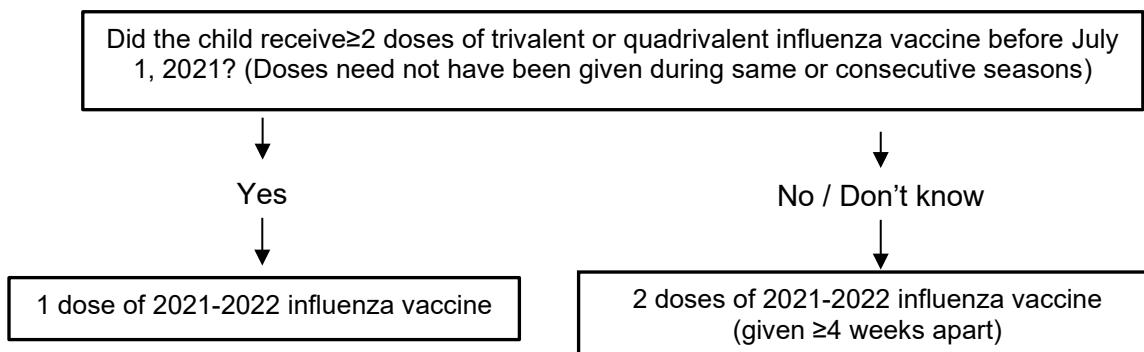 Did the child receive≥2 doses of trivalent or quadrivalent influenza vaccine before July
1, 2021? (Doses need not have been given during same or consecutive seasons)
Yes
No / Don’t know
1 dose of 2021-2022 influenza vaccine
2 doses of 2021-2022 influenza vaccine
(given ≥4 weeks apart)